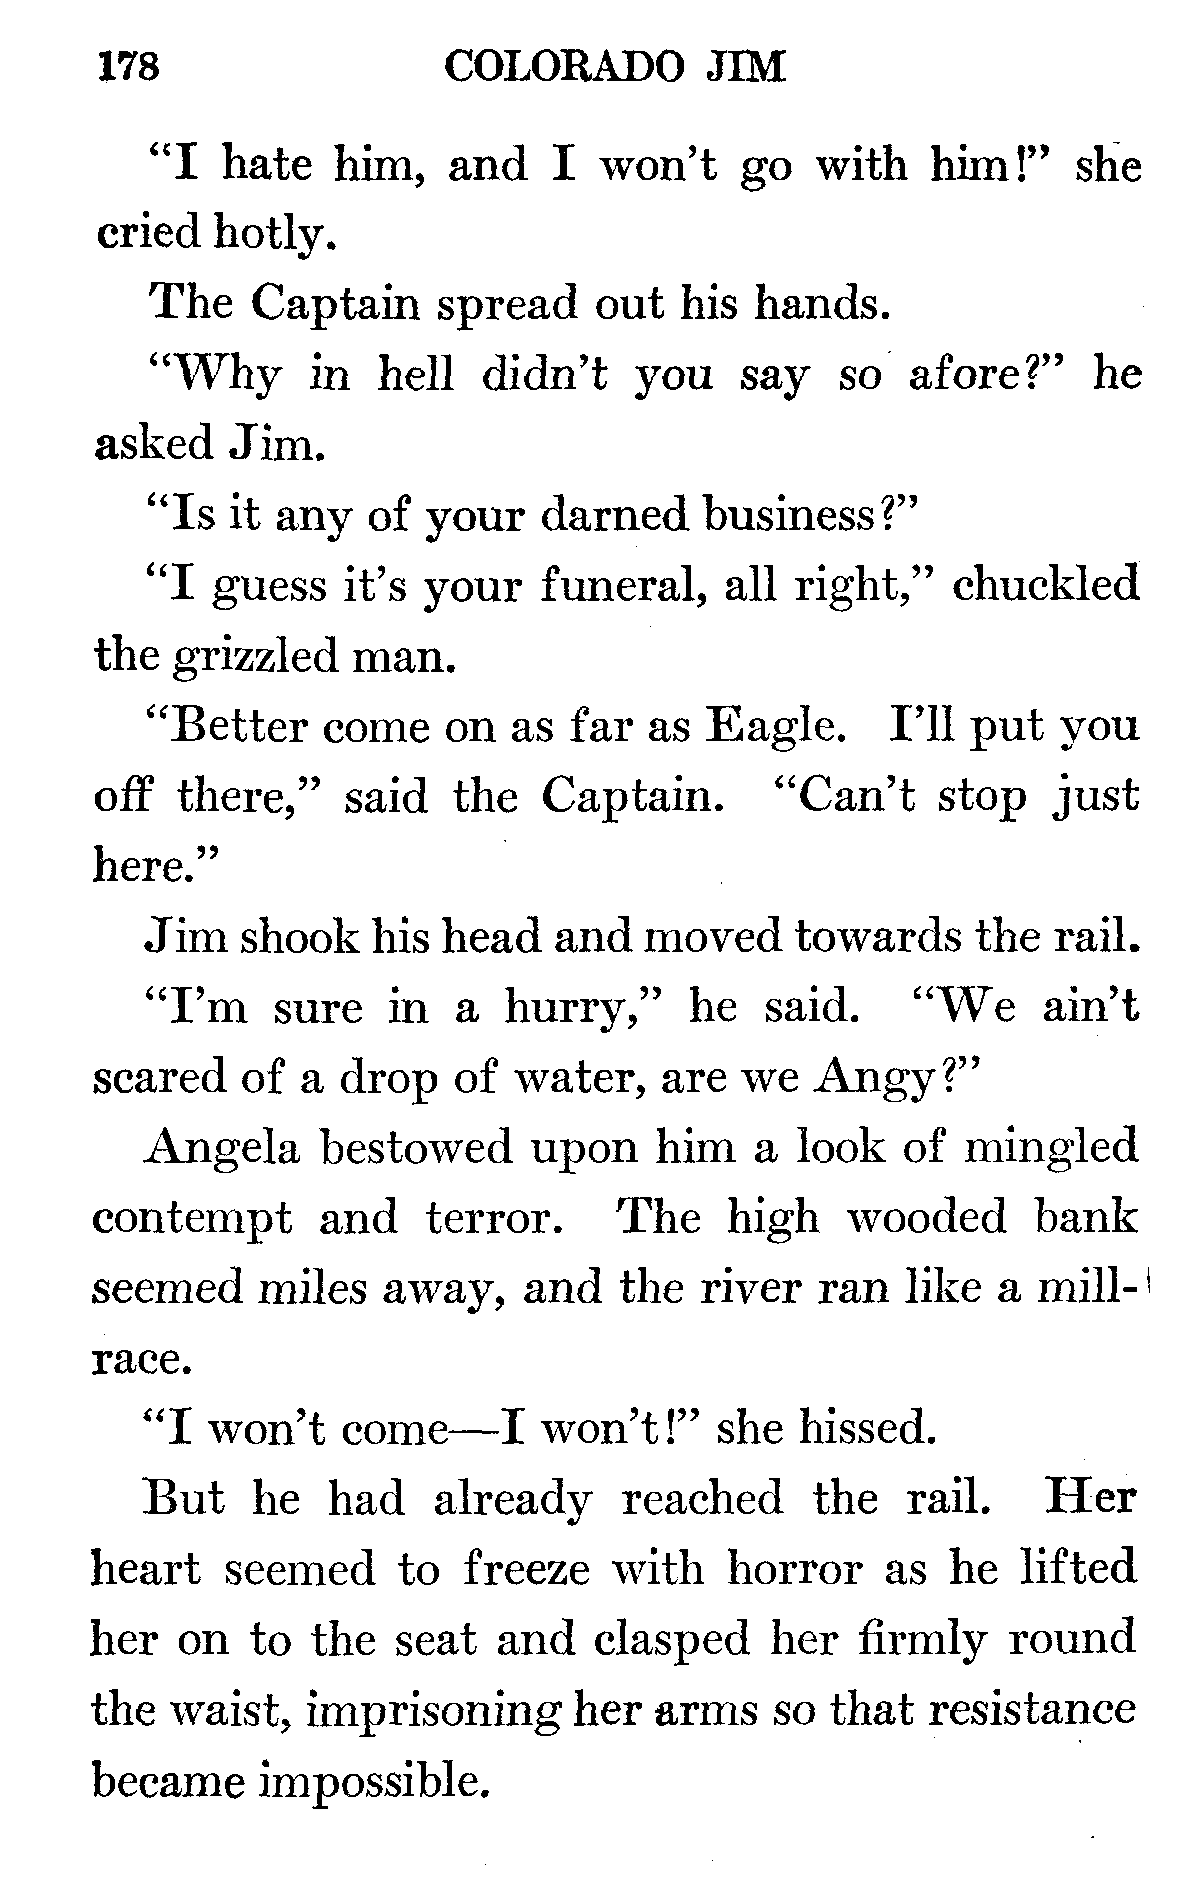 178 COLORADO JIM
“I hate him, and I won’t go with him!” she
cried hotly.
The Captain spread out his hands.
“Why in hell didn’t you say so afore?” he
asked Jim.
“Is it any of your darned business?”
“I guess it’s your funeral, all right,” chuckled
the grizzled man.
“Better come on as far as Eagle. I’ll put you
off there,” said the Captain. “Can’t stop just
here.”
Jim shook his head and moved towards the rail.
“I’m sure in a hurry,” he said. “We ain’t
scared of a drop of water, are we Angy?”
Angela bestowed upon him a look of mingled
contempt and terror. The high wooded bank
seemed miles away, and the river ran like a mill-
race.
“I won’t come—I won’t!” she hissed.
But he had already reached the rail. Her
heart seemed to freeze with horror as he lifted
her on to the seat and clasped her firmly round
the waist, imprisoning her arms so that resistance
became impossible.